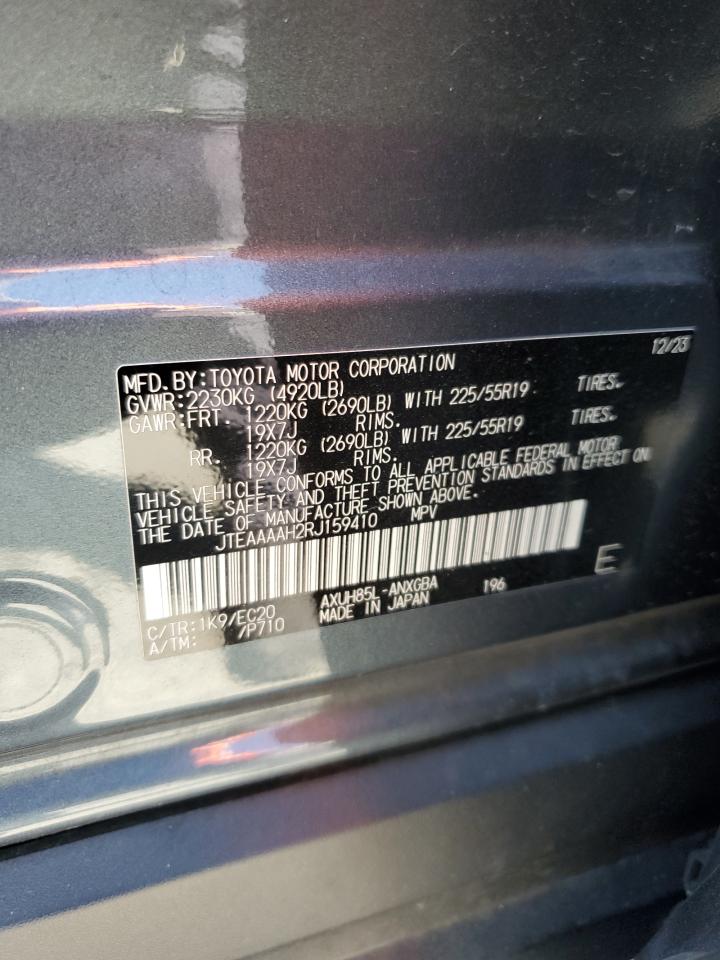 12/23
MFD. BY: TOYOTA MOTOR CORPORATION
GVWR: 2230KG (4920LB)
GAWR: FRT. 1220KG (2690LB) WITH 225/55R19 TIRES.
19X7J RIMS.
RR. 1220KG (2690LB) WITH 225/55R19 TIRES.
19X7J RIMS.
THIS VEHICLE CONFORMS TO ALL APPLICABLE FEDERAL MOTOR
VEHICLE SAFETY AND THEFT PREVENTION STANDARDS IN EFFECT ON
THE DATE OF MANUFACTURE SHOWN ABOVE.
JTEAAAAH2RJ159410 MPV
C/TR: 1K9/EC20 AXUH85L-ANXGBA 196 E
A/TM: /P710 MADE IN JAPAN